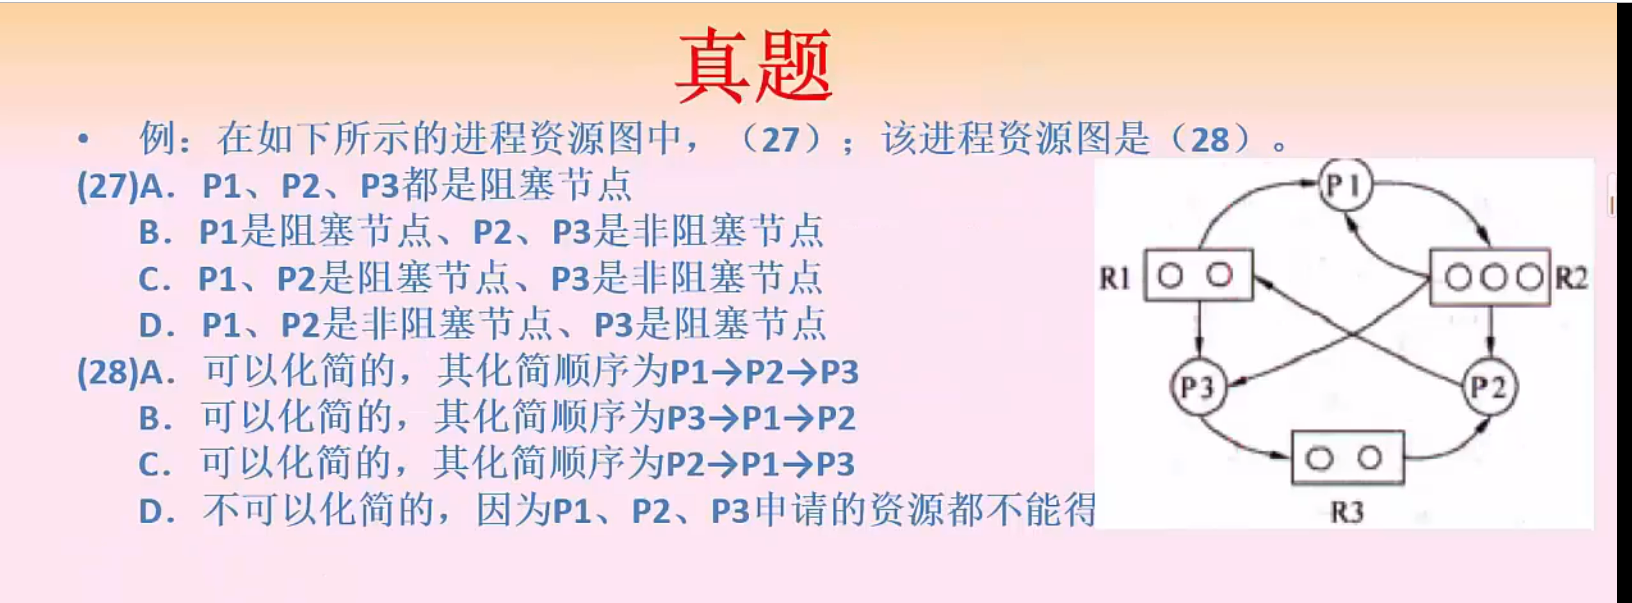 真题
• 例：在如下所示的进程资源图中，（27）；该进程资源图是（28）。
(27)A. P1、P2、P3都是阻塞节点
B. P1是阻塞节点、P2、P3是非阻塞节点
C. P1、P2是阻塞节点、P3是非阻塞节点
D. P1、P2是非阻塞节点、P3是阻塞节点
(28)A. 可以化简的，其化简顺序为P1→P2→P3
B. 可以化简的，其化简顺序为P3→P1→P2
C. 可以化简的，其化简顺序为P2→P1→P3
D. 不可以化简的，因为P1、P2、P3申请的资源都不能得
P1
R1
R2
P3
P2
R3